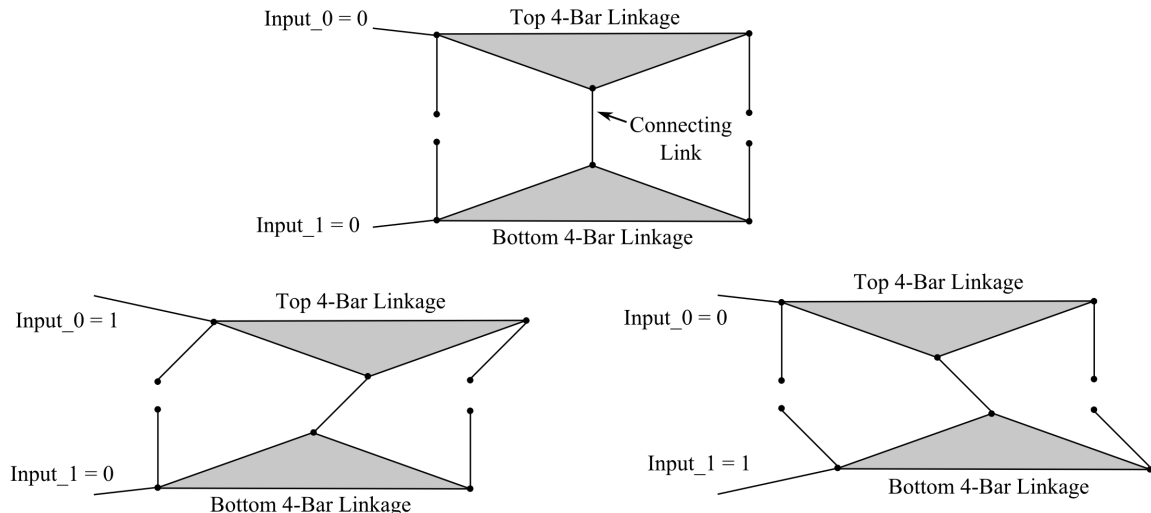 Top 4-Bar Linkage
Input_0 = 0
Connecting
Link
Input_1 = 0
Bottom 4-Bar Linkage
Top 4-Bar Linkage
Input_0 = 1
Input_1 = 0
Bottom 4-Bar Linkage
Top 4-Bar Linkage
Input_0 = 0
Input_1 = 1
Bottom 4-Bar Linkage